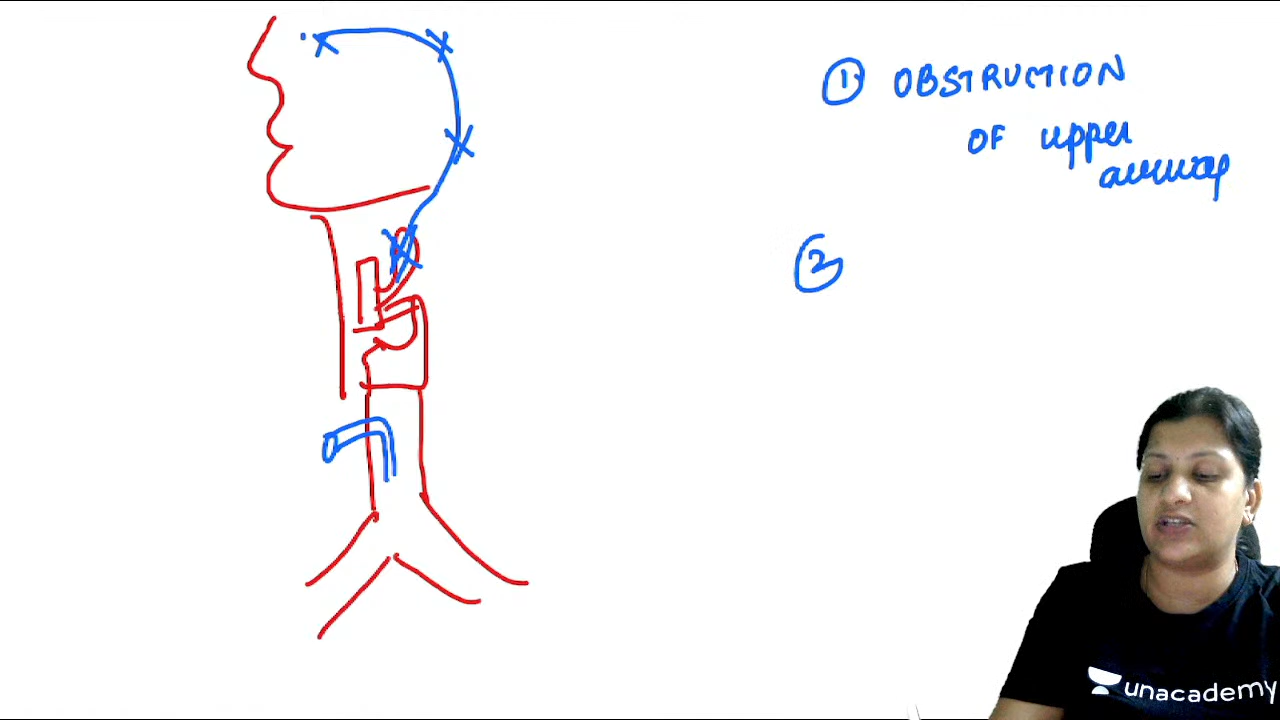 ① OBSTRUCTION
OF upper
airway
②
unacademy